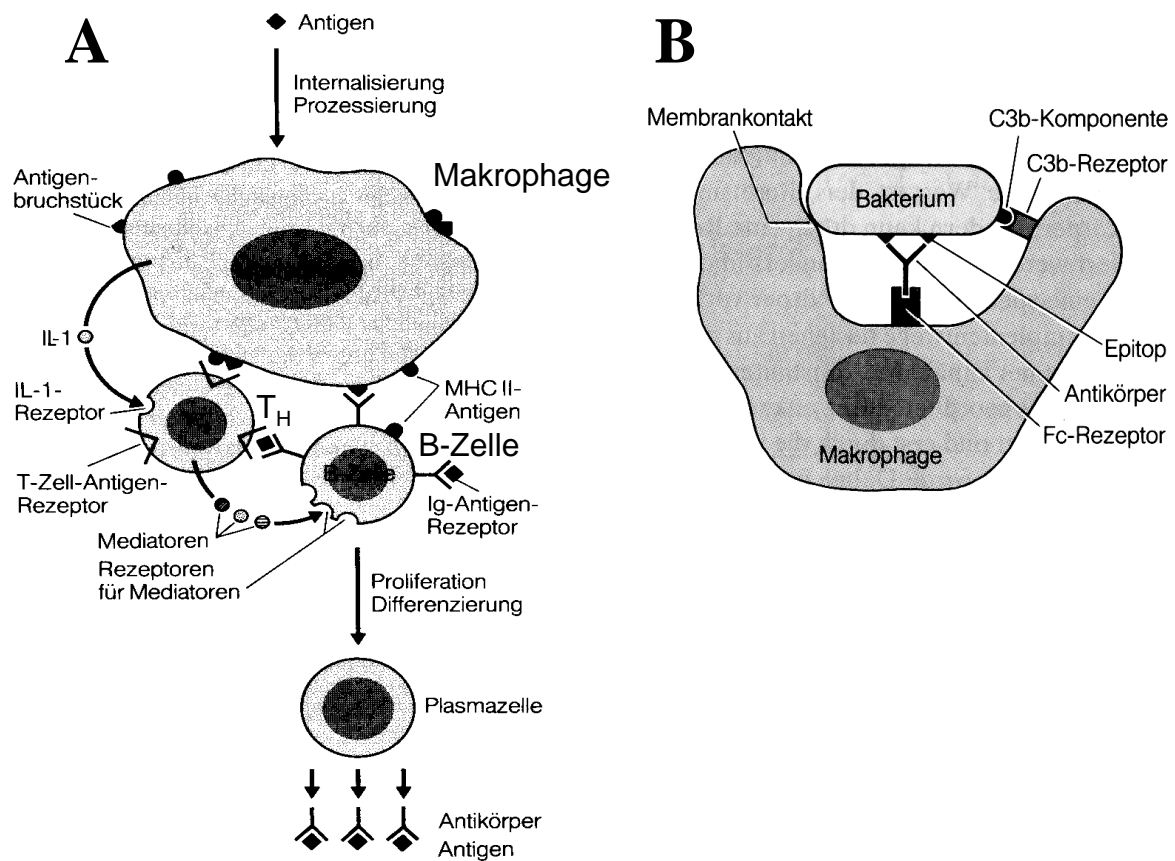 A
Antigen
Internalisierung
Prozessierung
Makrophage
Antigen-
bruchstück
IL-1
IL-1-
Rezeptor
T-Zell-Antigen-
Rezeptor
TH
MHC II-
Antigen
B-Zelle
B-Zelle
Ig-Antigen-
Rezeptor
Mediatoren
Rezeptoren
für Mediatoren
Proliferation
Differenzierung
Plasmazelle
Antikörper
Antigen
B
Membrankontakt
C3b-Komponente
C3b-Rezeptor
Bakterium
Epitop
Antikörper
Fc-Rezeptor
Makrophage